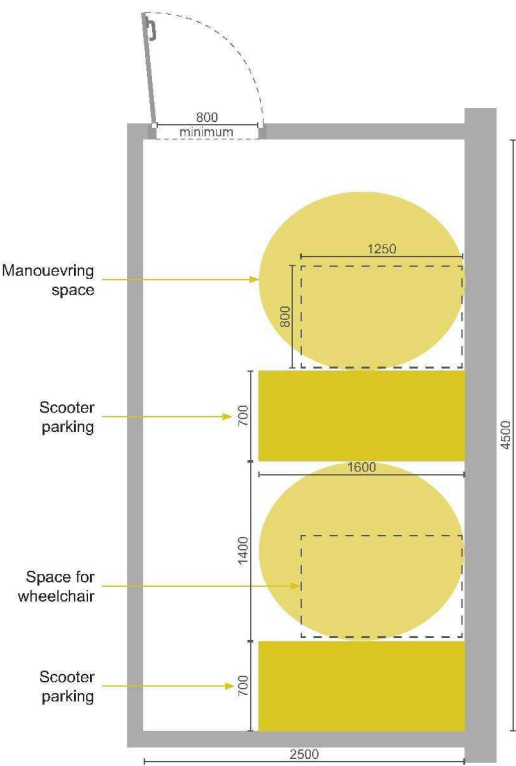 800
minimum
1250
Manouevring
space
800
Scooter
parking
700
4500
1600
1400
Space for
wheelchair
Scooter
parking
700
2500